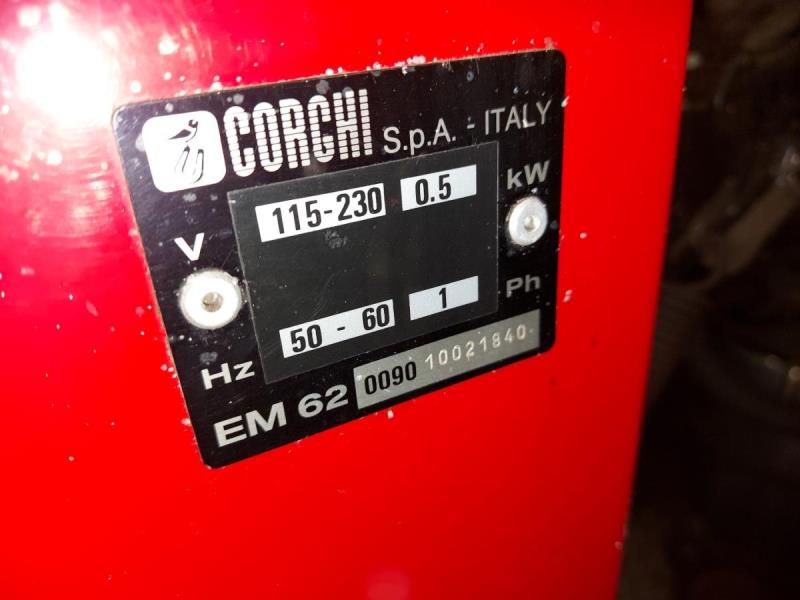 CORGHI S.p.A. - ITALY
V 115-230 0.5 kW
Hz 50 - 60 1 Ph
EM 62 0090 10021840